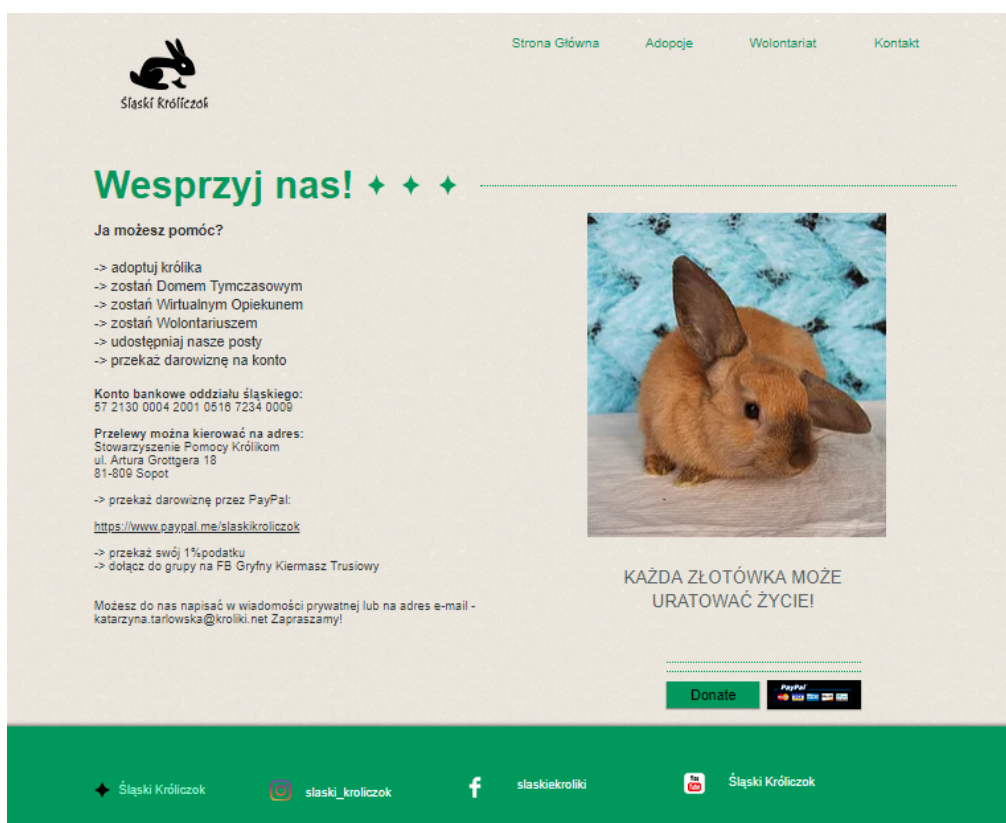 Strona Główna Adopcje Wolontariat Kontakt
Śląski Króliczok
Wesprzyj nas!
Ja możesz pomóc?
-> adoptuj królika
-> zostań Domem Tymczasowym
-> zostań Wirtualnym Opiekunem
-> zostań Wolontariuszem
-> udostępniaj nasze posty
-> przekaż darowiznę na konto
Konto bankowe oddziału śląskiego:
57 2130 0004 2001 0516 7234 0009
Przelewy można kierować na adres:
Stowarzyszenie Pomocy Królikom
ul. Artura Grottgera 18
81-809 Sopot
-> przekaż darowiznę przez PayPal:
https://www.paypal.me/slaskikroliczok
-> przekaż swój 1%podatku
-> dołącz do grupy na FB Gryfny Kiermasz Trusiowy
Możesz do nas napisać w wiadomości prywatnej lub na adres e-mail -
katarzyna.tarlowska@kroliki.net Zapraszamy!
KAŻDA ZŁOTÓWKA MOŻE
URATOWAĆ ŻYCIE!
Donate PayPal
Śląski Króliczok slaski_kroliczok slaskiekroliki You Tube Śląski Króliczok